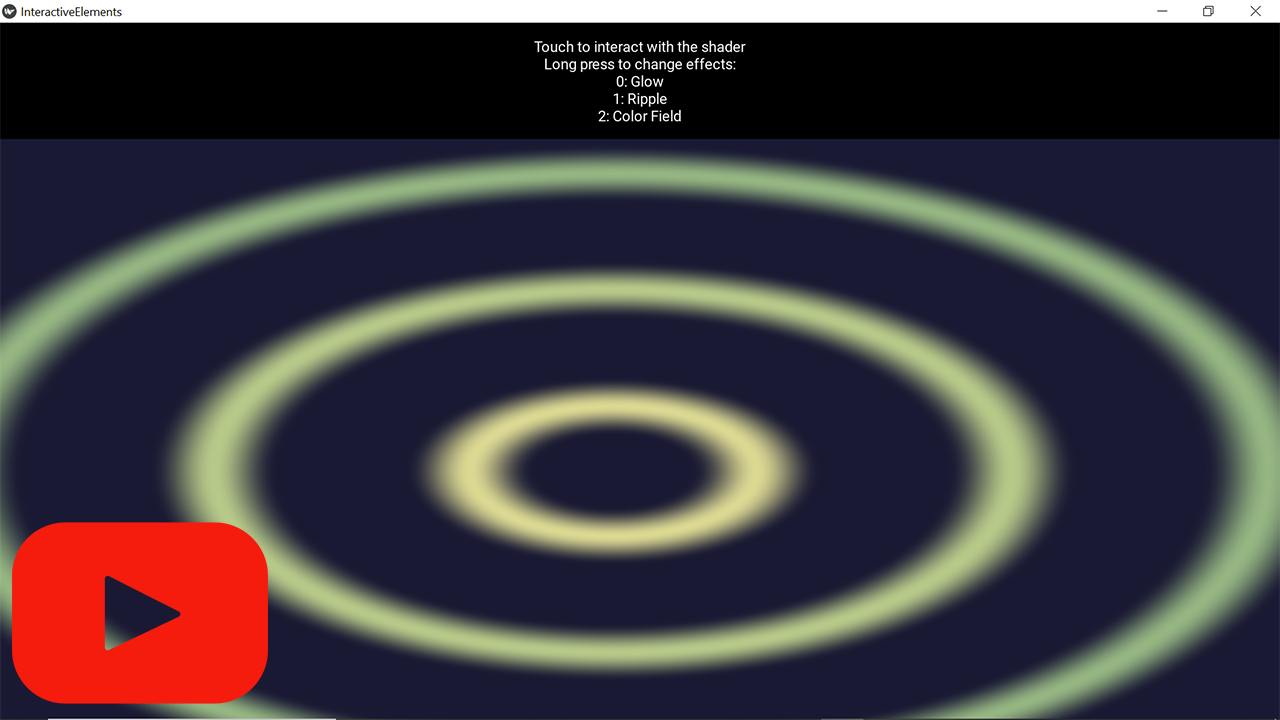 InteractiveElements
Touch to interact with the shader
Long press to change effects:
0: Glow
1: Ripple
2: Color Field